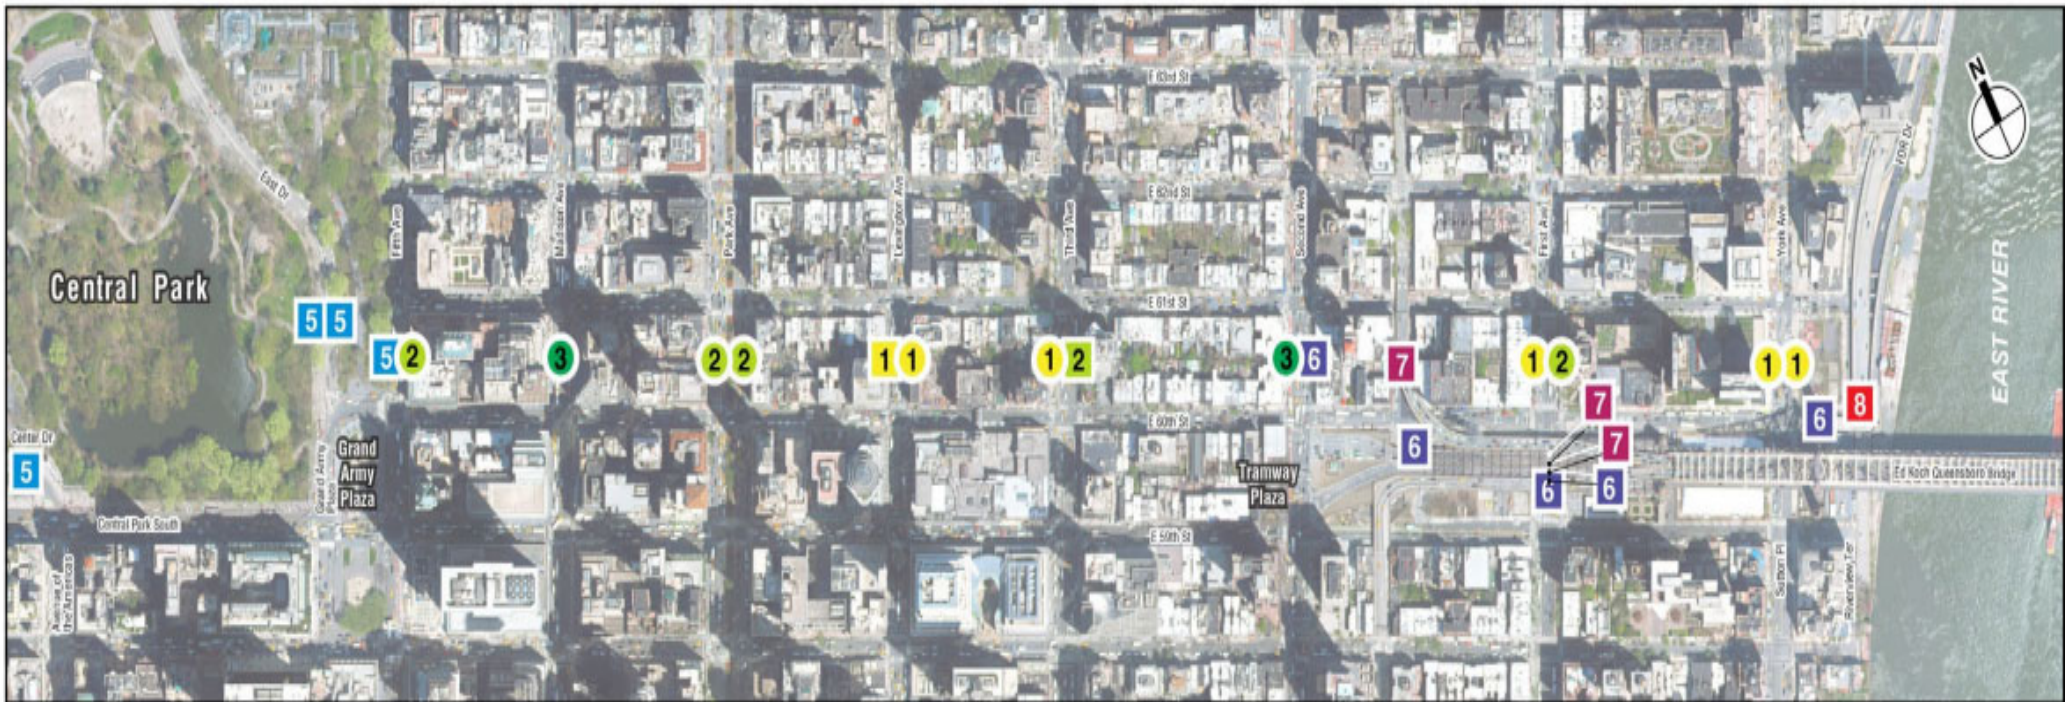 N
E 63rd St
FDR Dr
East Dr
E 62nd St
Fifth Ave
Madison Ave
Park Ave
Lexington Ave
Third Ave
Second Ave
First Ave
York Ave
EAST RIVER
Central Park
E 61st St
5 5
5 2
3
2 2
1 1
1 2
3 6
7
1 2
1 1
7
8
6
E 60th St
Center Dr
5
Grand
Army
Plaza
Grand Army
Plaza
6
7
Tramway
Plaza
6
6
Ed Koch Queensboro Bridge
Central Park South
E 59th St
Avenue of
the Americas
Sutton Pl
Riverview Ter